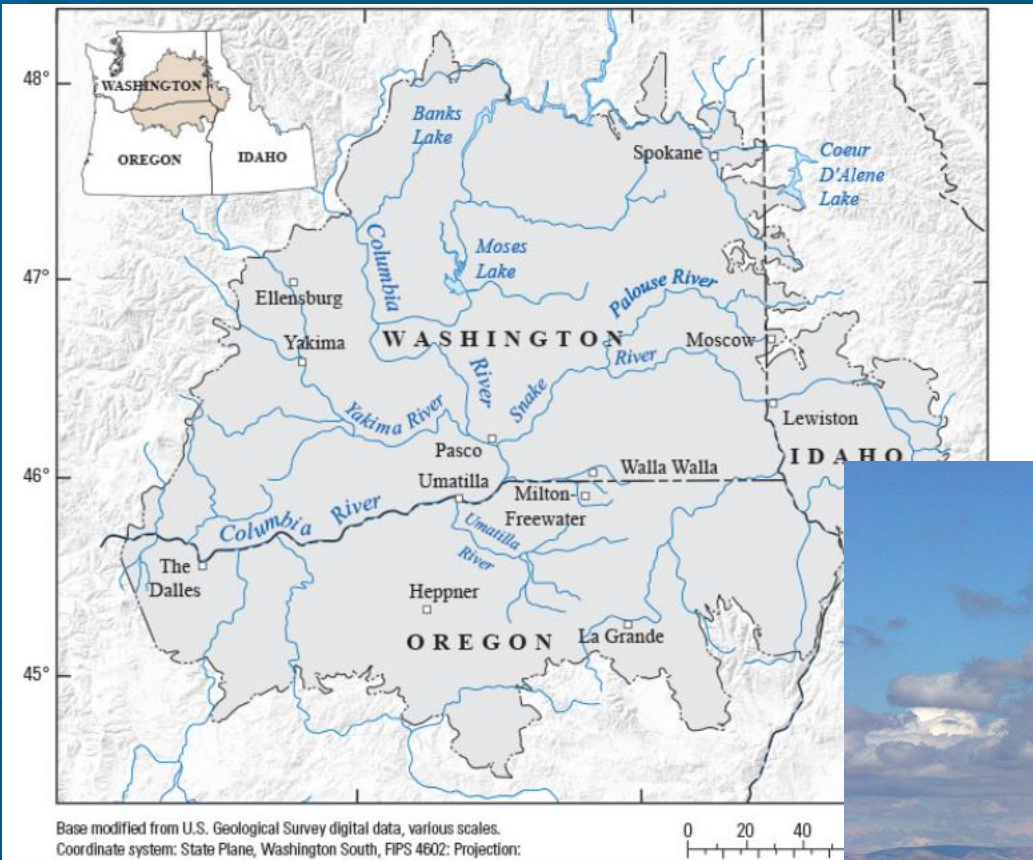 WASHINGTON
OREGON
IDAHO
48°
47°
46°
45°
Banks
Lake
Spokane
Coeur
D'Alene
Lake
Columbia
Moses
Lake
Ellensburg
Palouse River
WASHINGTON
Moscow
Yakima
River
River
Snake
Lewiston
Yakima River
Pasco
IDAHO
Umatilla
Walla Walla
Milton-
Freewater
Columbia River
Umatilla
River
The
Dalles
Heppner
OREGON
La Grande
Base modified from U.S. Geological Survey digital data, various scales.
Coordinate system: State Plane, Washington South, FIPS 4602: Projection:
0 20 40